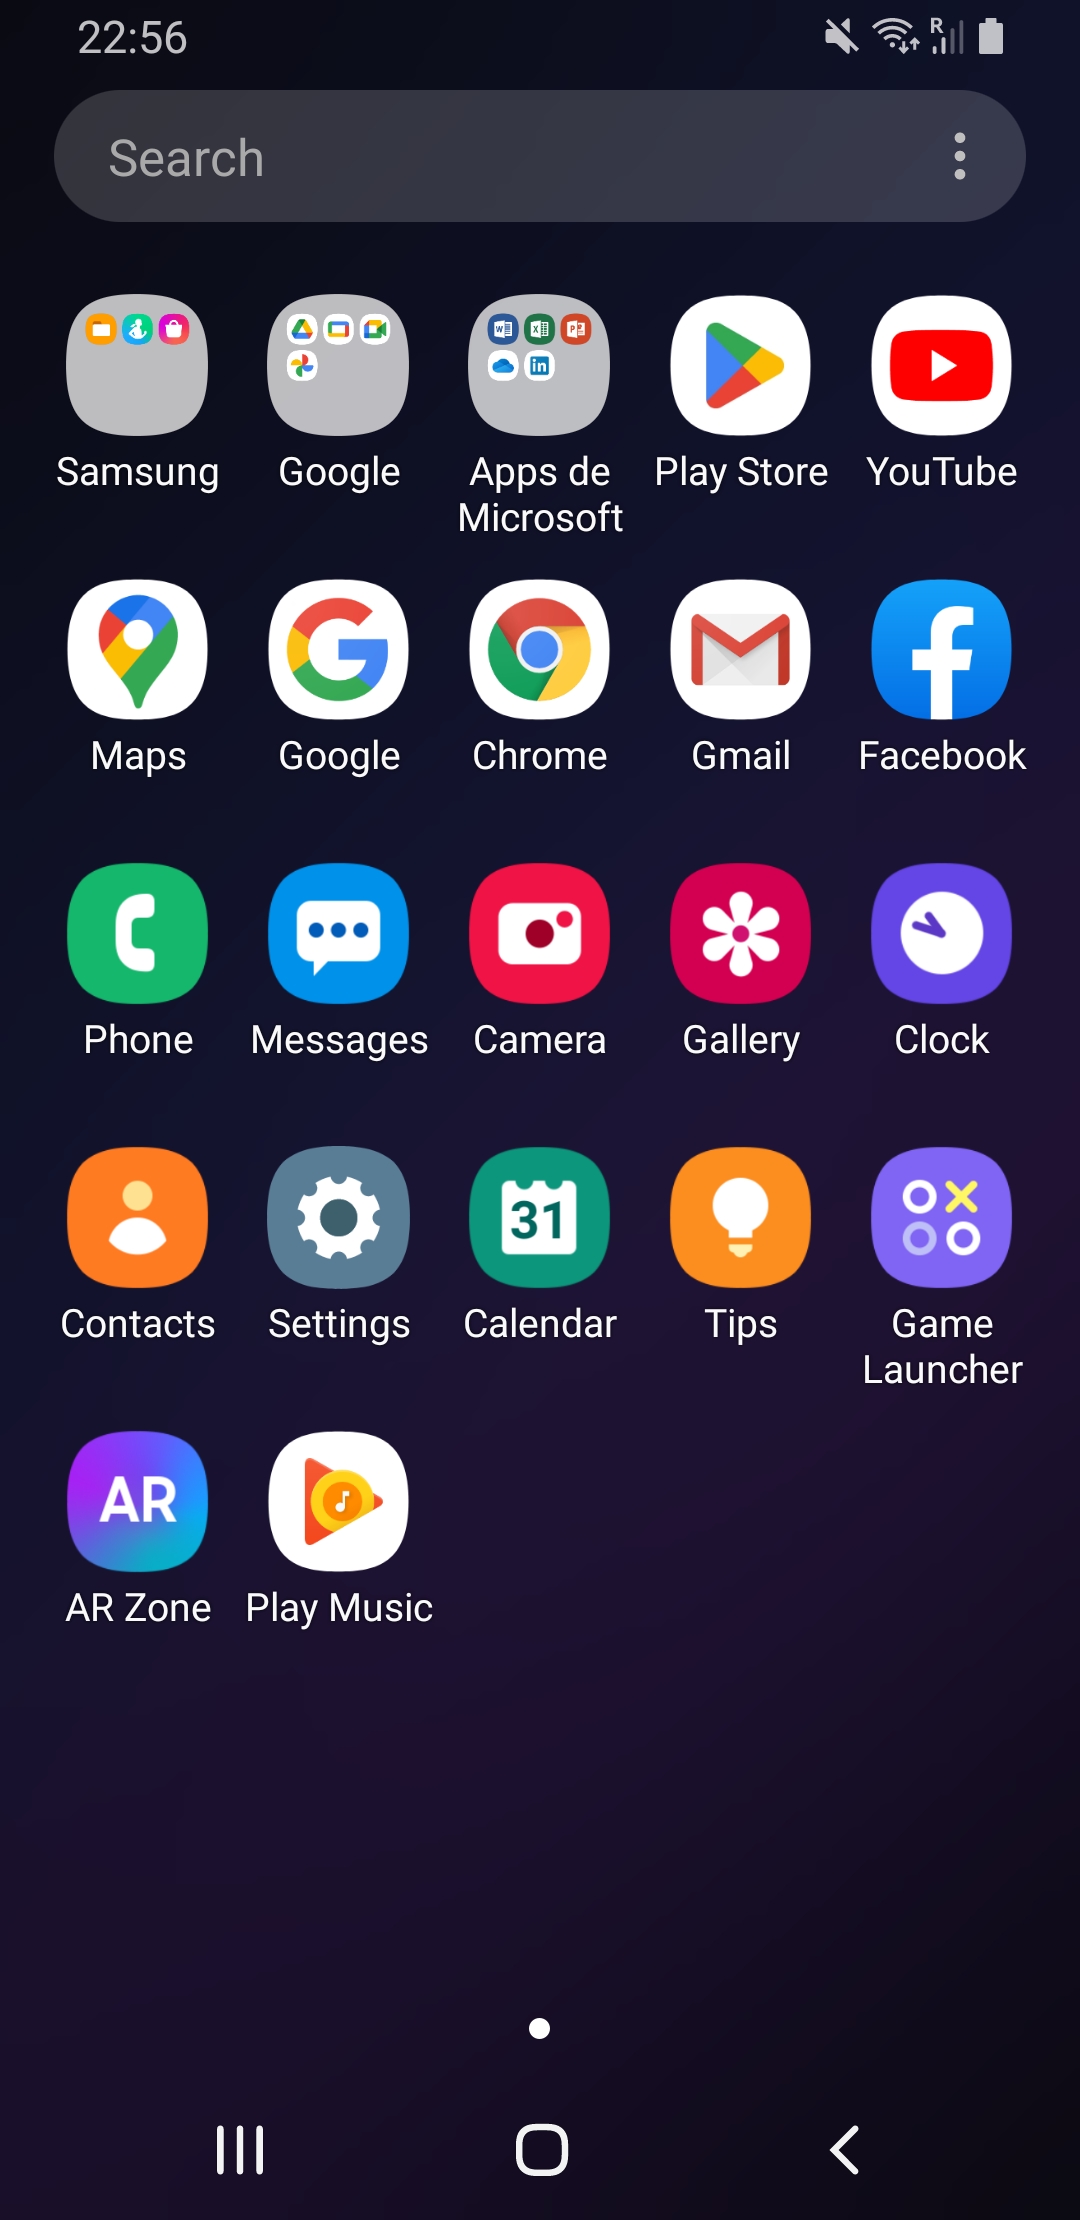 22:56
R
Search
Samsung
Google
Apps de
Microsoft
Play Store
YouTube
Maps
Google
Chrome
Gmail
Facebook
Phone
Messages
Camera
Gallery
Clock
31
Contacts
Settings
Calendar
Tips
Game
Launcher
AR
AR Zone
Play Music